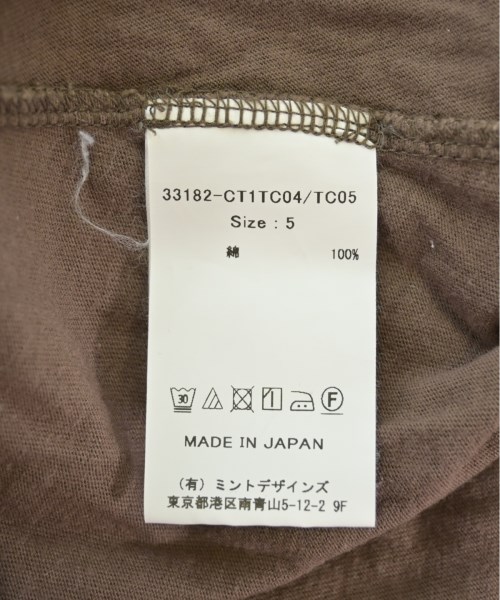 33182-CT1TC04/TC05
Size : 5
綿 100%
30
F
MADE IN JAPAN
(有) ミントデザインズ
東京都港区南青山5-12-2 9F